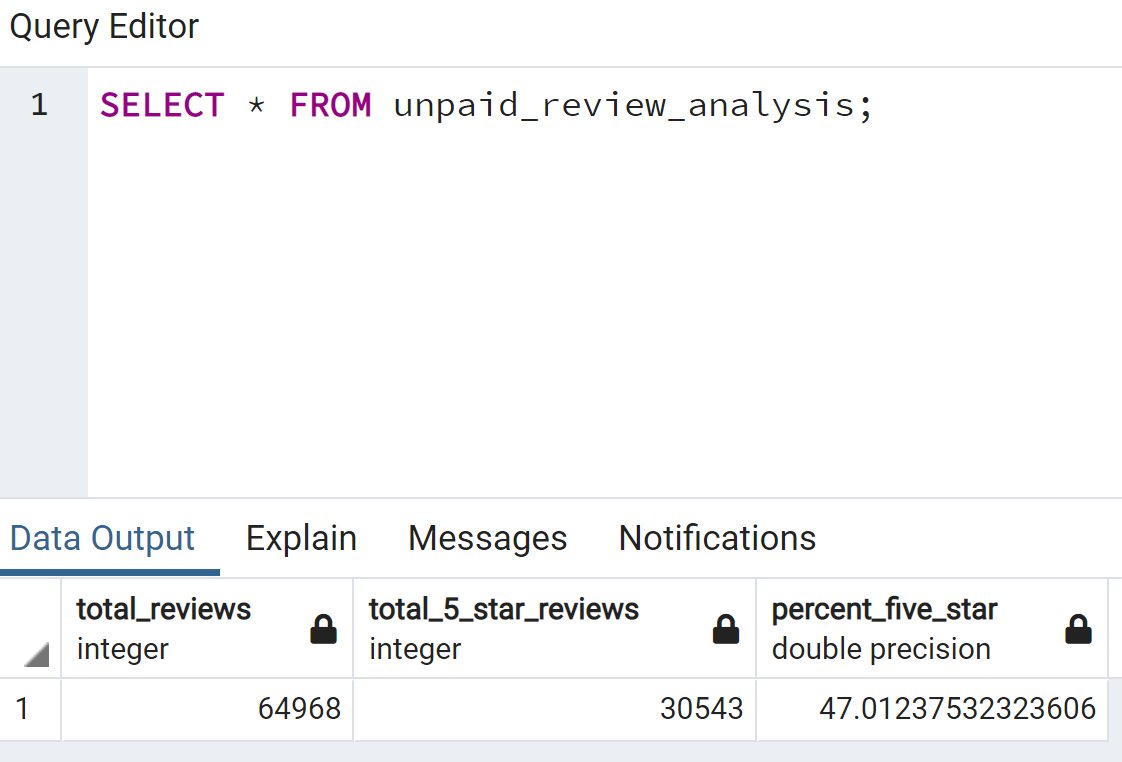 Query Editor
1 SELECT * FROM unpaid_review_analysis;
Data Output Explain Messages Notifications
total_reviews total_5_star_reviews percent_five_star
integer integer double precision
1 64968 30543 47.01237532323606